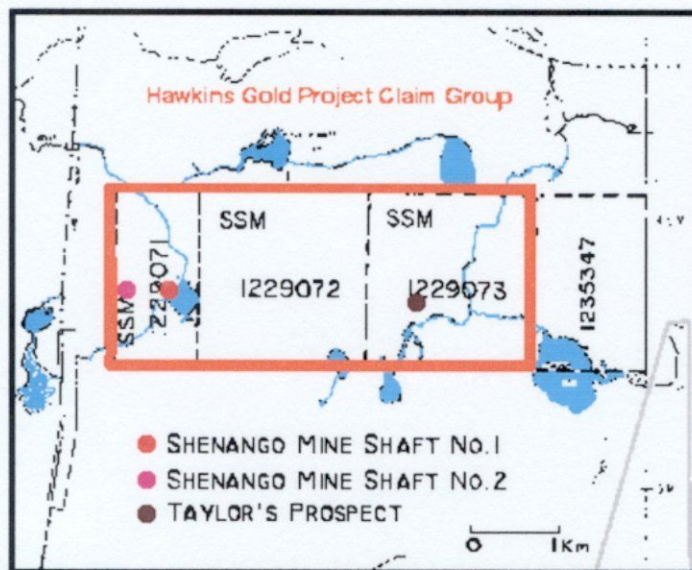 Hawkins Gold Project Claim Group
SSM
SSM
SSM
1229071
1229072
1229073
1235347
SHENANGO MINE SHAFT NO.1
SHENANGO MINE SHAFT NO.2
TAYLOR'S PROSPECT
0 1Km